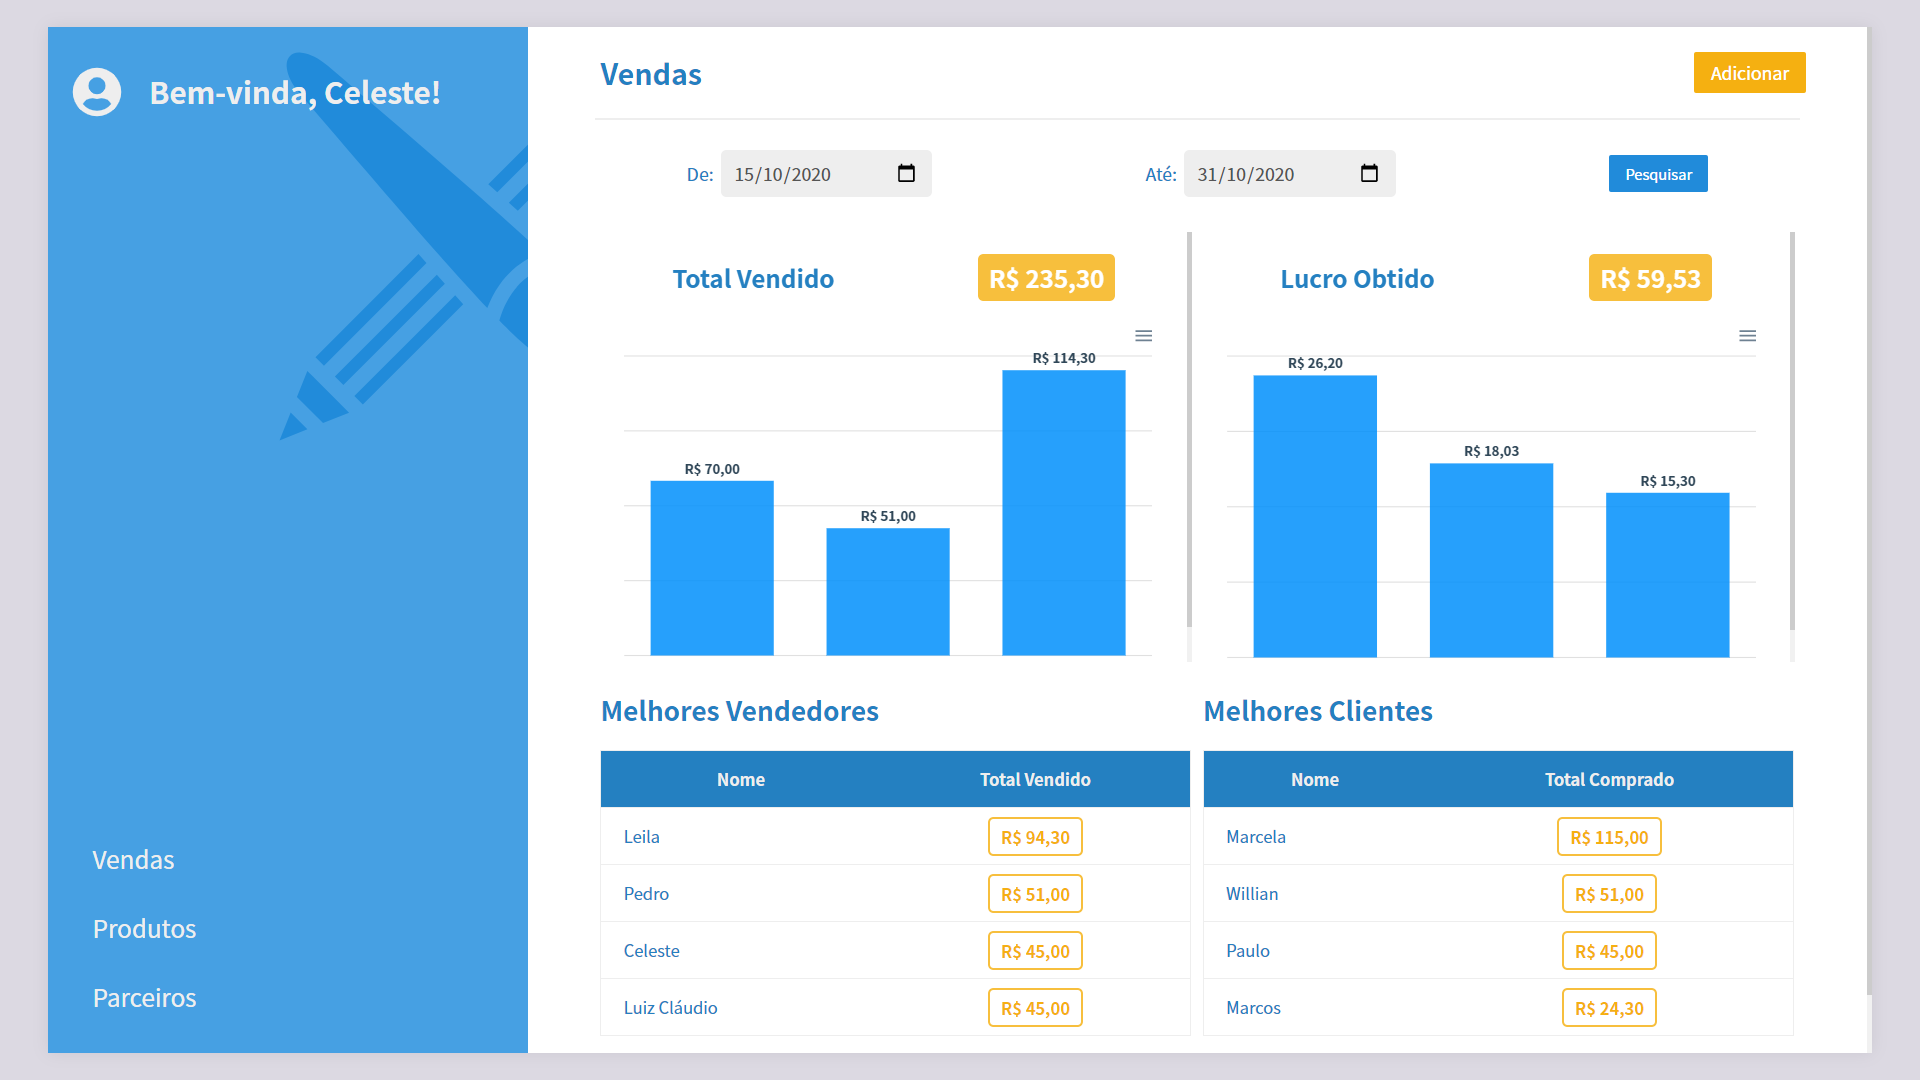 Bem-vinda, Celeste!
Vendas
Produtos
Parceiros
Vendas
Adicionar
De: 15/10/2020
Até: 31/10/2020
Pesquisar
Total Vendido
R$ 235,30
R$ 70,00
R$ 51,00
R$ 114,30
Lucro Obtido
R$ 59,53
R$ 26,20
R$ 18,03
R$ 15,30
Melhores Vendedores
Nome Total Vendido
Leila R$ 94,30
Pedro R$ 51,00
Celeste R$ 45,00
Luiz Cláudio R$ 45,00
Melhores Clientes
Nome Total Comprado
Marcela R$ 115,00
Willian R$ 51,00
Paulo R$ 45,00
Marcos R$ 24,30